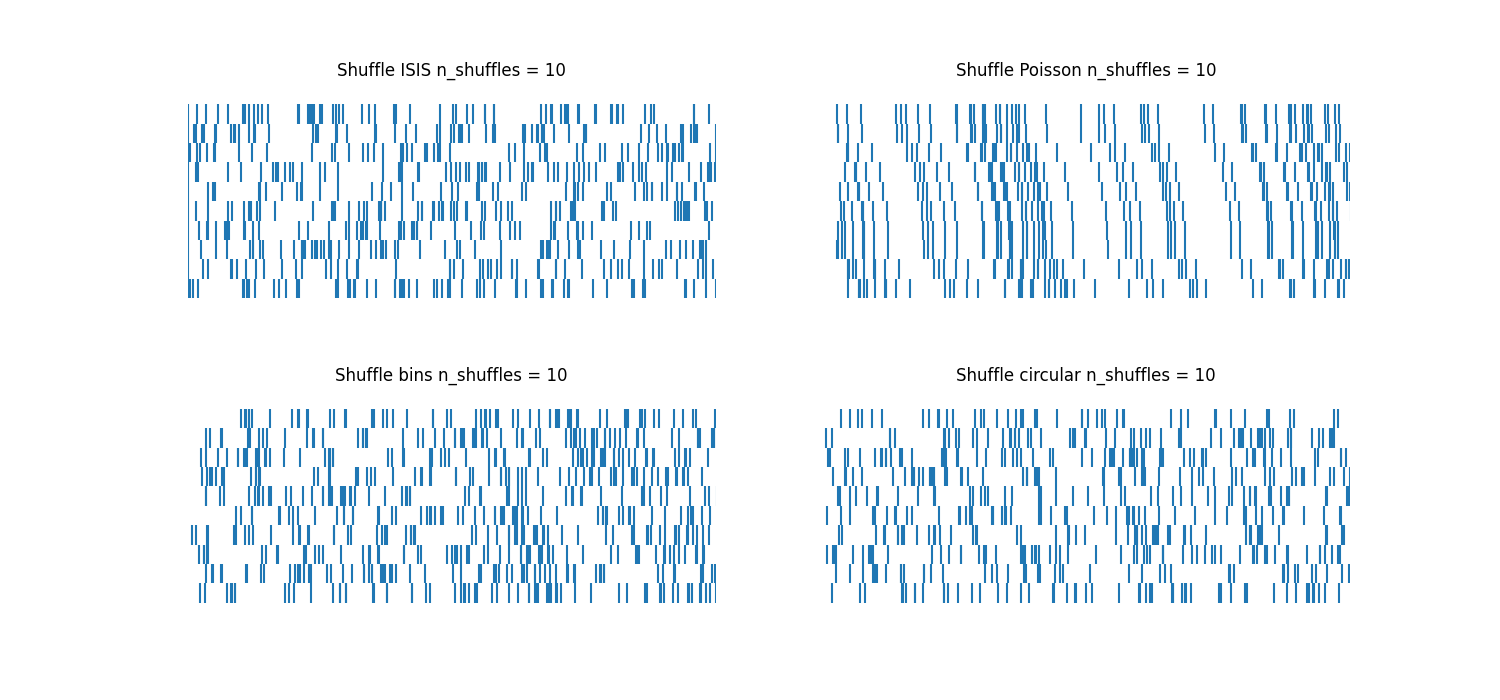 Shuffle ISIS n_shuffles = 10
Shuffle Poisson n_shuffles = 10
Shuffle bins n_shuffles = 10
Shuffle circular n_shuffles = 10